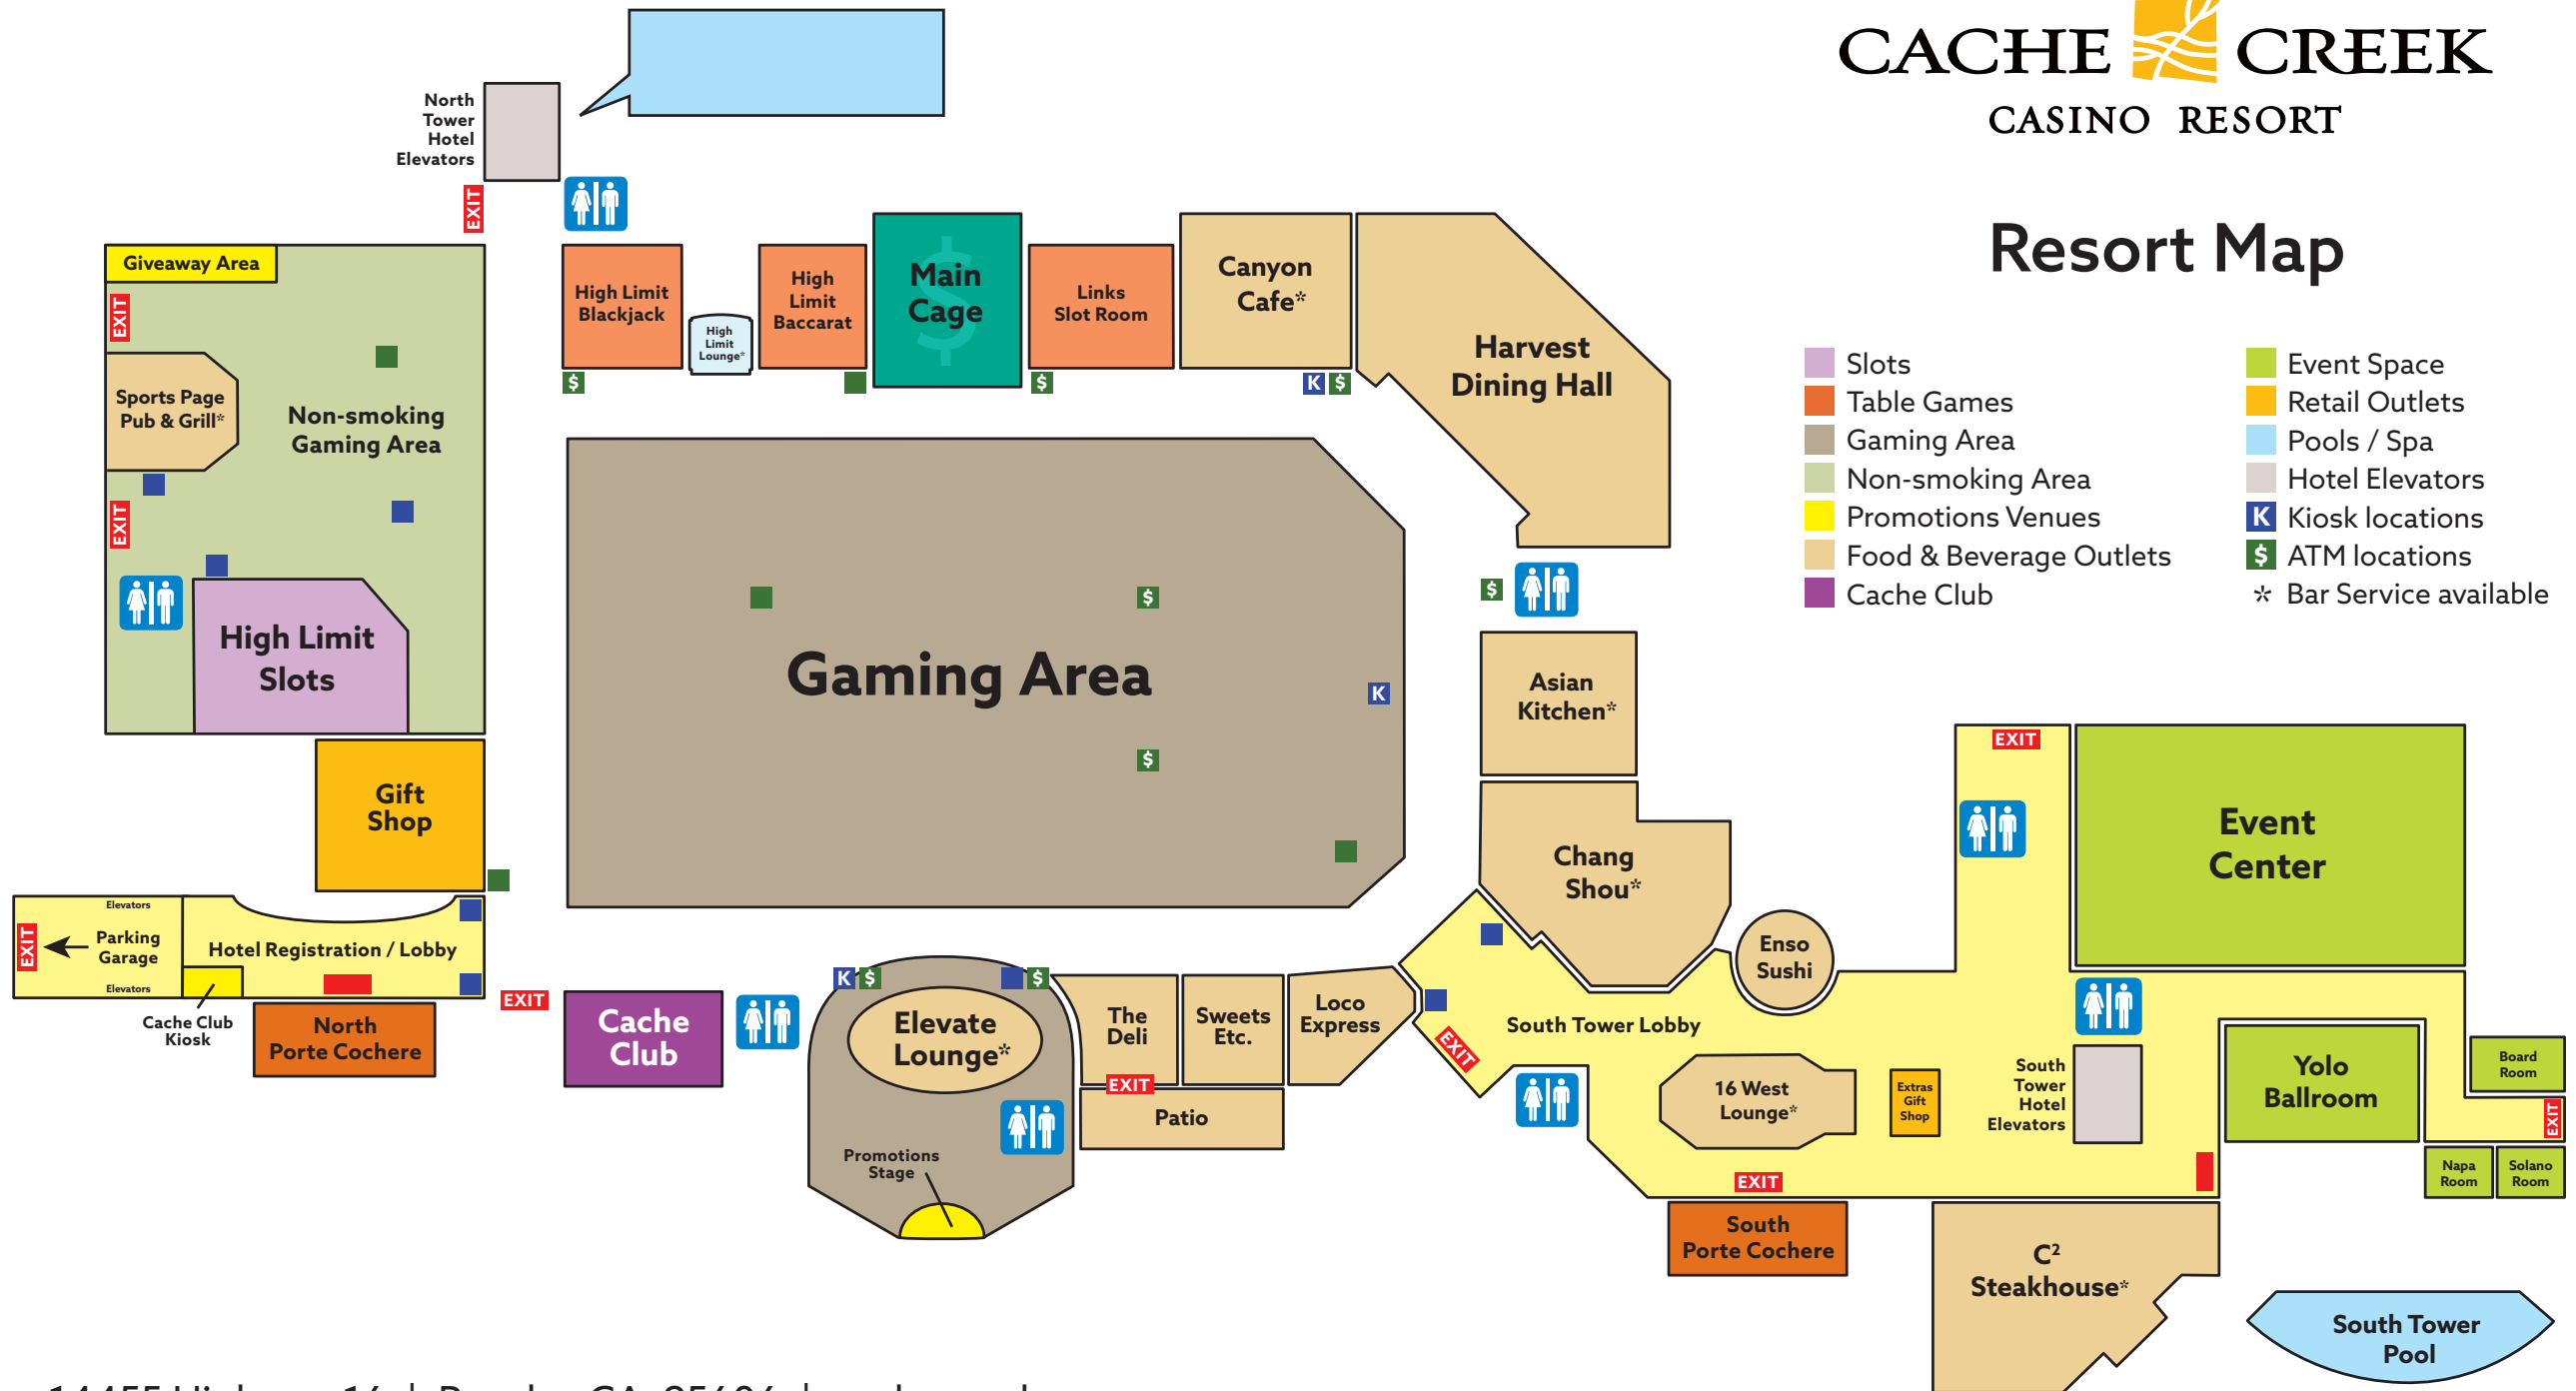 CACHE CREEK
CASINO RESORT
Resort Map
Slots
Table Games
Gaming Area
Non-smoking Area
Promotions Venues
Food & Beverage Outlets
Cache Club
Event Space
Retail Outlets
Pools / Spa
Hotel Elevators
K Kiosk locations
$ ATM locations
* Bar Service available
North
Tower
Hotel
Elevators
EXIT
Giveaway Area
EXIT
Sports Page
Pub & Grill*
Non-smoking
Gaming Area
EXIT
High Limit
Slots
High Limit
Blackjack
$
High
Limit
Lounge*
High
Limit
Baccarat
$
Main
Cage
Links
Slot Room
$
Canyon
Cafe*
K $
Harvest
Dining Hall
Gaming Area
$
K
$
$
Asian
Kitchen*
Chang
Shou*
Enso
Sushi
Gift
Shop
Elevators
EXIT
Parking
Garage
Elevators
Hotel Registration / Lobby
Cache Club
Kiosk
North
Porte Cochere
EXIT
Cache
Club
K $
$
Elevate
Lounge*
Promotions
Stage
The
Deli
Sweets
Etc.
Loco
Express
EXIT
Patio
South Tower Lobby
EXIT
16 West
Lounge*
Extras
Gift
Shop
South
Tower
Hotel
Elevators
EXIT
South
Porte Cochere
EXIT
Event
Center
Yolo
Ballroom
Board
Room
EXIT
Napa
Room
Solano
Room
C²
Steakhouse*
South Tower
Pool